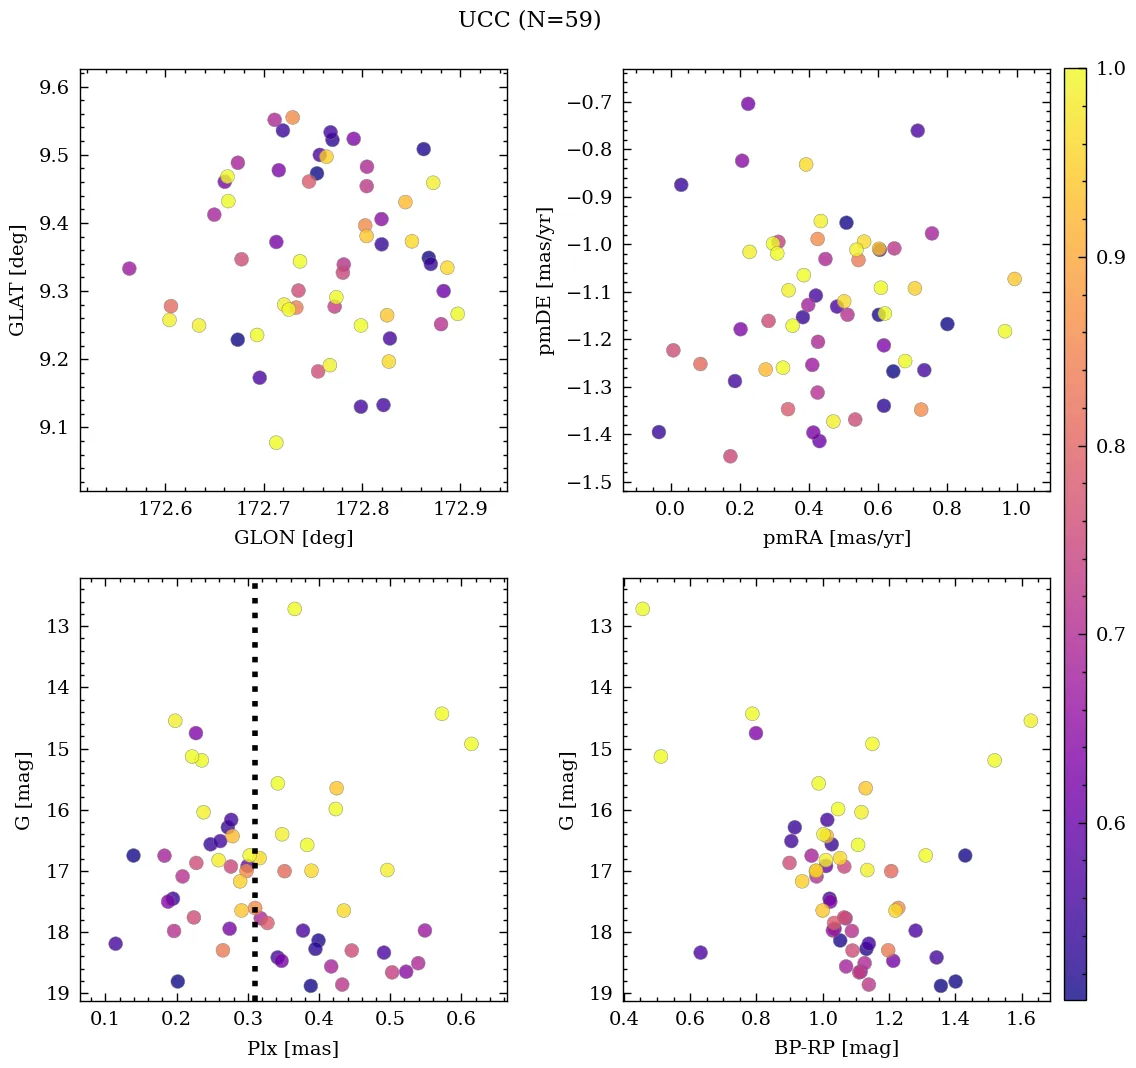 UCC (N=59)
9.6
9.5
9.4
9.3
9.2
9.1
GLAT [deg]
172.6 172.7 172.8 172.9
GLON [deg]
−0.7
−0.8
−0.9
−1.0
−1.1
−1.2
−1.3
−1.4
−1.5
pmDE [mas/yr]
0.0 0.2 0.4 0.6 0.8 1.0
pmRA [mas/yr]
13
14
15
16
17
18
19
G [mag]
0.1 0.2 0.3 0.4 0.5 0.6
Plx [mas]
13
14
15
16
17
18
19
G [mag]
0.4 0.6 0.8 1.0 1.2 1.4 1.6
BP-RP [mag]
1.0
0.9
0.8
0.7
0.6